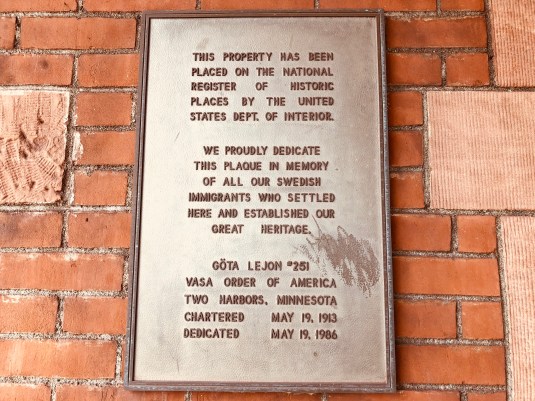 THIS PROPERTY HAS BEEN
PLACED ON THE NATIONAL
REGISTER OF HISTORIC
PLACES BY THE UNITED
STATES DEPT. OF INTERIOR.
WE PROUDLY DEDICATE
THIS PLAQUE IN MEMORY
OF ALL OUR SWEDISH
IMMIGRANTS WHO SETTLED
HERE AND ESTABLISHED OUR
GREAT HERITAGE.
GÖTA LEJON #251
VASA ORDER OF AMERICA
TWO HARBORS, MINNESOTA
CHARTERED MAY 19, 1913
DEDICATED MAY 19, 1986